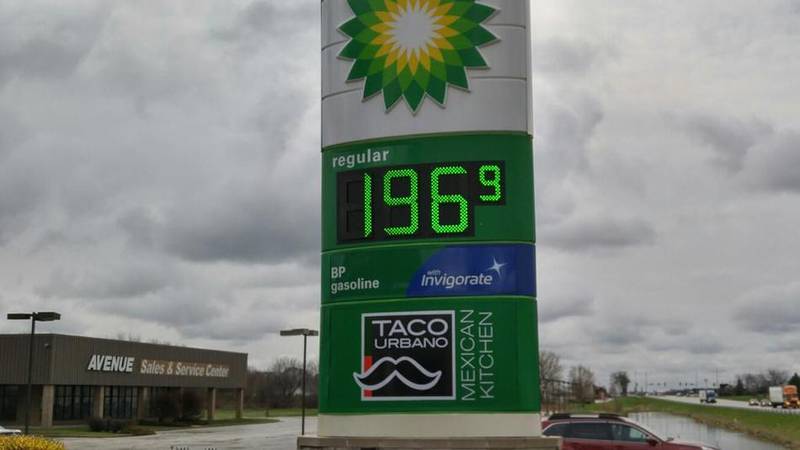 regular
196 9
BP
gasoline
with
Invigorate
TACO
URBANO
MEXICAN
KITCHEN
AVENUE Sales & Service Center